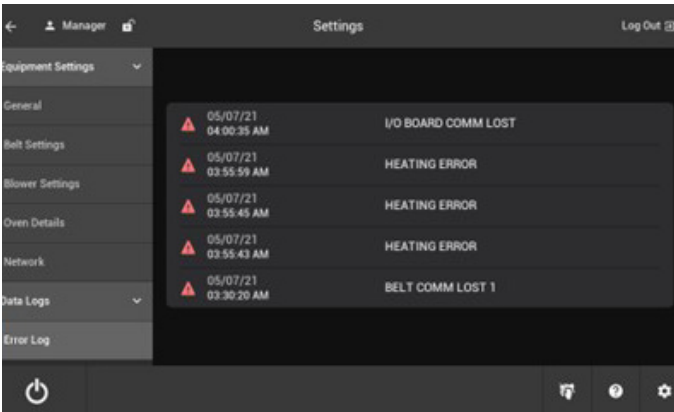 Manager
Settings
Log Out
Equipment Settings
General
Belt Settings
Blower Settings
Oven Details
Network
Data Logs
Error Log
05/07/21
04:00:35 AM
I/O BOARD COMM LOST
05/07/21
03:55:59 AM
HEATING ERROR
05/07/21
03:55:45 AM
HEATING ERROR
05/07/21
03:55:43 AM
HEATING ERROR
05/07/21
03:30:20 AM
BELT COMM LOST 1